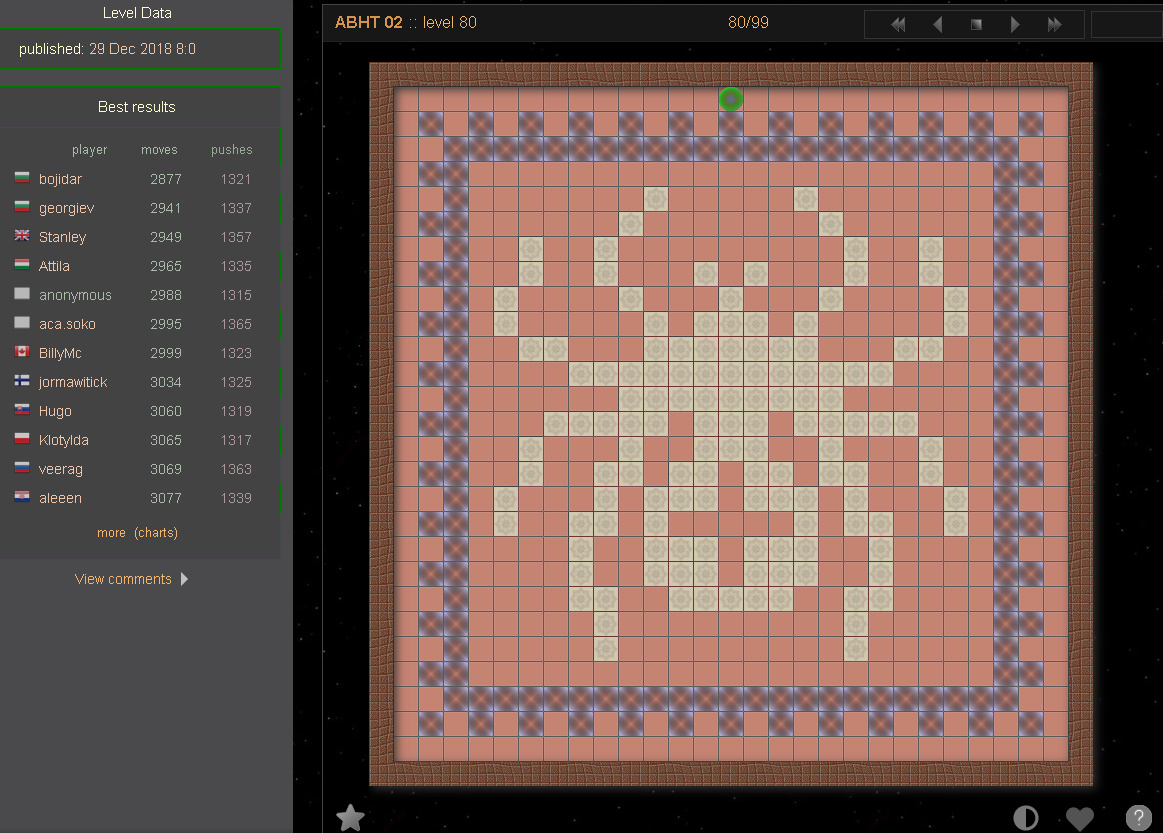 Level Data
published: 29 Dec 2018 8:0
Best results
player moves pushes
bojidar 2877 1321
georgiev 2941 1337
Stanley 2949 1357
Attila 2965 1335
anonymous 2988 1315
aca.soko 2995 1365
BillyMc 2999 1323
jormawitick 3034 1325
Hugo 3060 1319
Klotylda 3065 1317
veerag 3069 1363
aleeen 3077 1339
more (charts)
View comments
ABHT 02 :: level 80 80/99
?